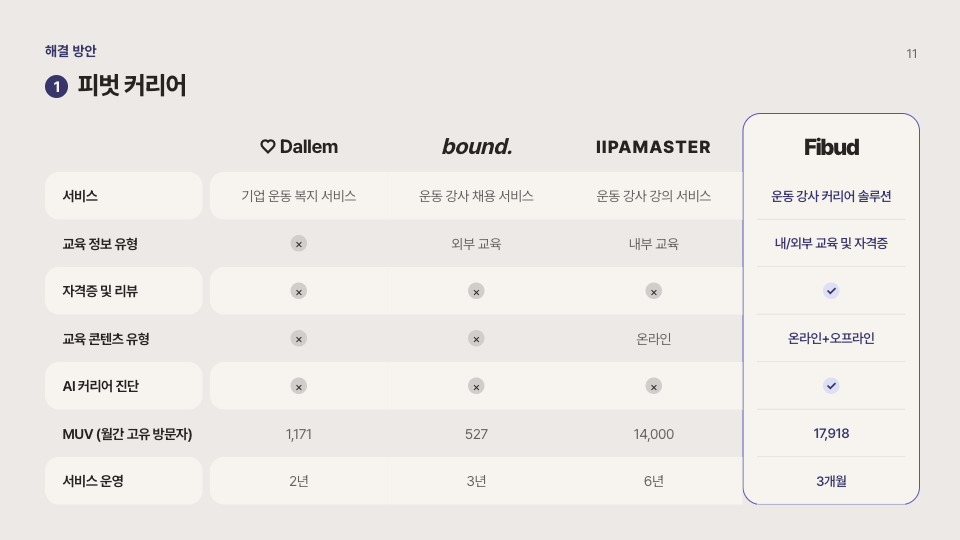 해결 방안
11
1 피벗 커리어
Dallem bound. IIPAMASTER Fibud
서비스 기업 운동 복지 서비스 운동 강사 채용 서비스 운동 강사 강의 서비스 운동 강사 커리어 솔루션
교육 정보 유형 × 외부 교육 내부 교육 내/외부 교육 및 자격증
자격증 및 리뷰 × × × ✓
교육 콘텐츠 유형 × × 온라인 온라인+오프라인
AI 커리어 진단 × × × ✓
MUV (월간 고유 방문자) 1,171 527 14,000 17,918
서비스 운영 2년 3년 6년 3개월